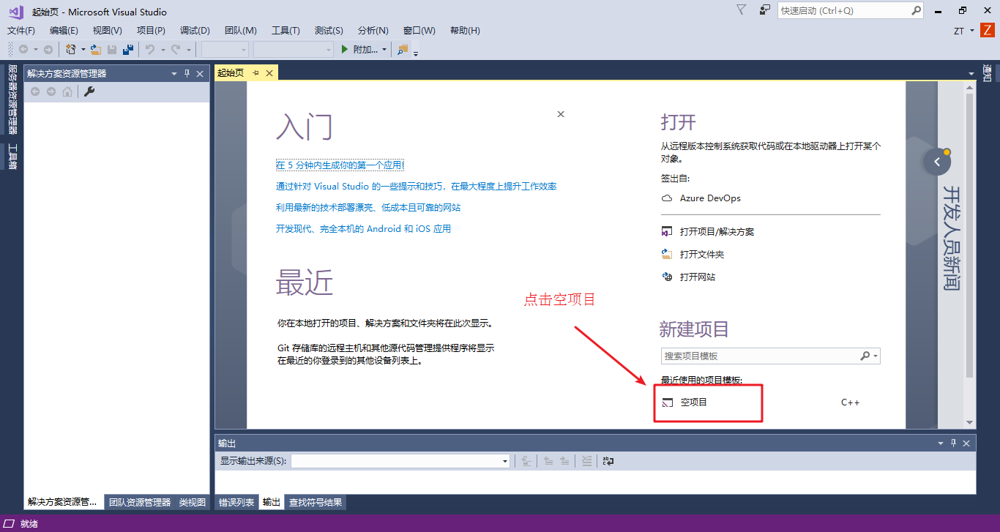 起始页 - Microsoft Visual Studio
快速启动 (Ctrl+Q)
文件(F) 编辑(E) 视图(V) 项目(P) 调试(D) 团队(M) 工具(T) 测试(S) 分析(N) 窗口(W) 帮助(H)
ZT
Z
附加...
服务器资源管理器
工具箱
解决方案资源管理器
起始页
通知
入门
在 5 分钟内生成你的第一个应用!
通过针对 Visual Studio 的一些提示和技巧，在最大程度上提升工作效率
利用最新的技术部署漂亮、低成本且可靠的网站
开发现代、完全本机的 Android 和 iOS 应用
最近
你在本地打开的项目、解决方案和文件夹将在此次显示。
Git 存储库的远程主机和其他源代码管理提供程序将显示
在最近的你登录到的其他设备列表上。
点击空项目
打开
从远程版本控制系统获取代码或在本地驱动器上打开某个
对象。
签出自:
Azure DevOps
打开项目/解决方案
打开文件夹
打开网站
新建项目
搜索项目模板
最近使用的项目模板:
空项目 C++
开发人员新闻
输出
显示输出来源(S):
解决方案资源管... 团队资源管理器 类视图
错误列表 输出 查找符号结果
就绪